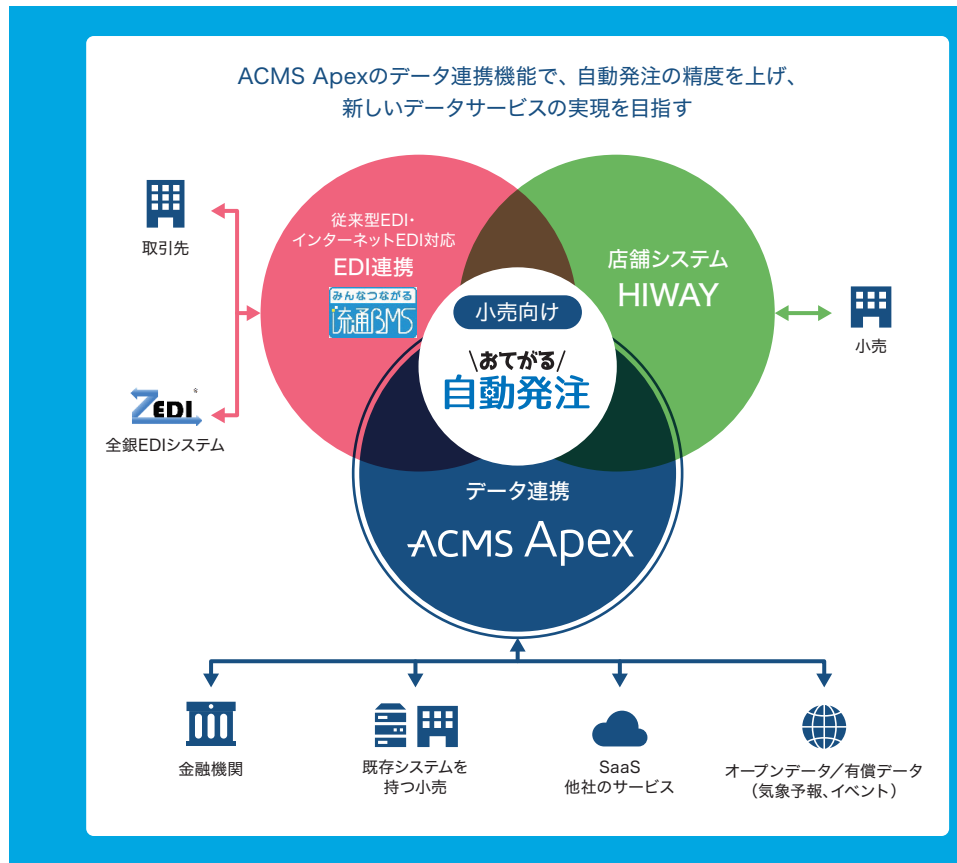 ACMS Apexのデータ連携機能で、自動発注の精度を上げ、
新しいデータサービスの実現を目指す
取引先
従来型EDI・
インターネットEDI対応
EDI連携
みんなつながる
流通BMS
店舗システム
HIWAY
小売
小売向け
\おてがる/
自動発注
ZEDI
全銀EDIシステム
データ連携
ACMS Apex
金融機関
既存システムを
持つ小売
SaaS
他社のサービス
オープンデータ／有償データ
（気象予報、イベント）